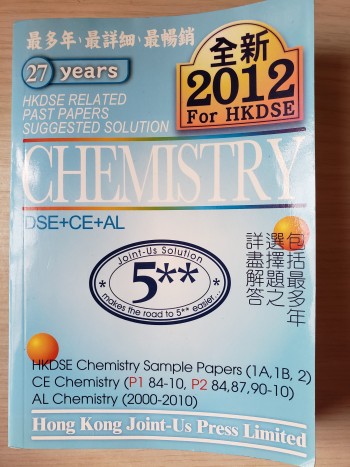 最多年、最詳細、最暢銷
27 years
全新
2012
For HKDSE
HKDSE RELATED
PAST PAPERS
SUGGESTED SOLUTION
CHEMISTRY
DSE+CE+AL
Joint-Us Solution
5**
* makes the road to 5** easier... *
包括最多年
選擇題之
詳盡解答
HKDSE Chemistry Sample Papers (1A,1B, 2)
CE Chemistry (P1 84-10, P2 84,87,90-10)
AL Chemistry (2000-2010)
Hong Kong Joint-Us Press Limited